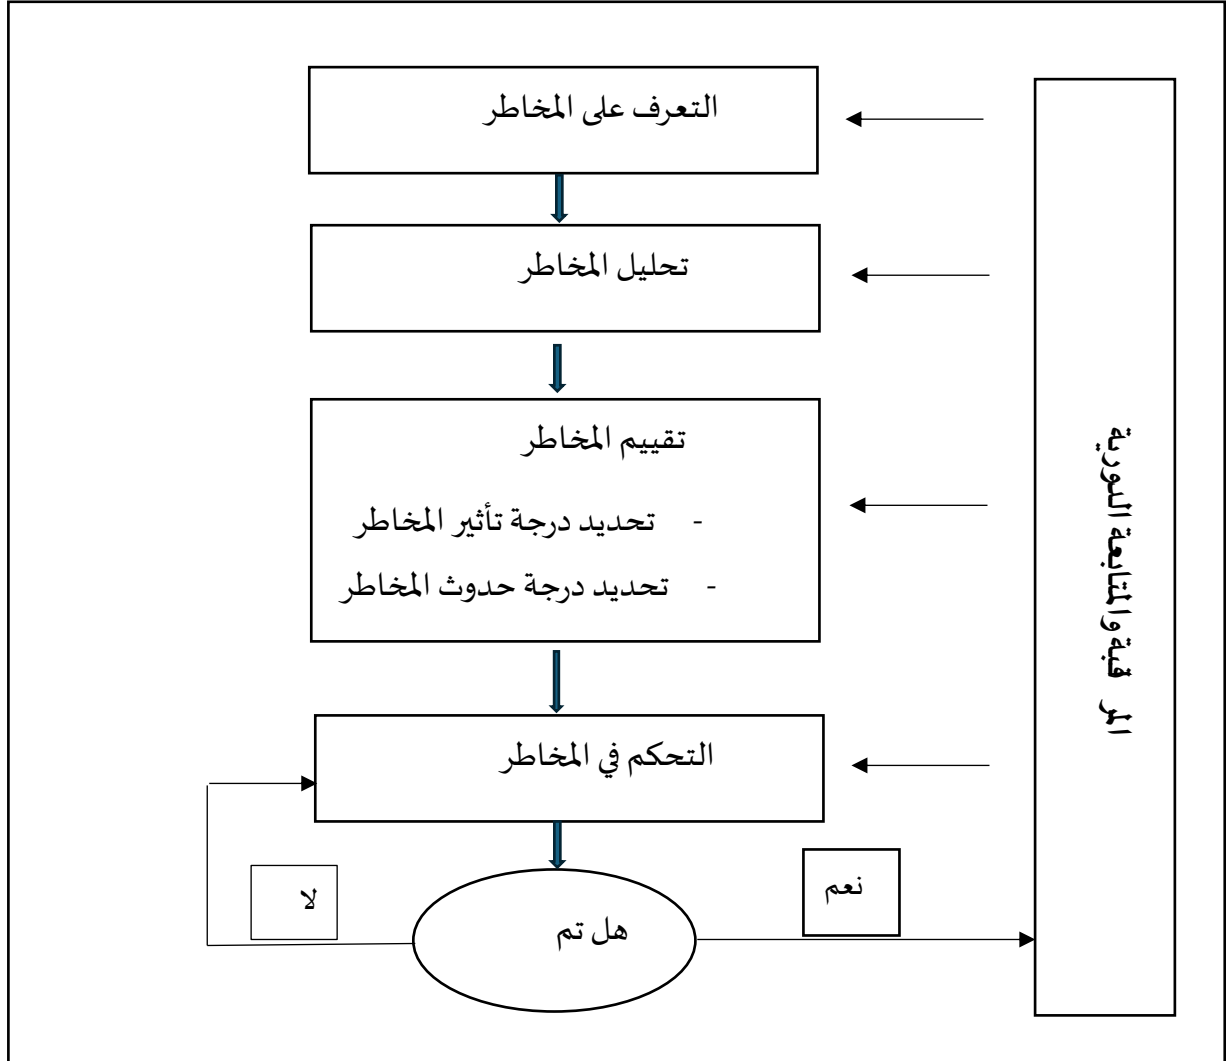 التعرف على المخاطر
تحليل المخاطر
تقييم المخاطر
- تحديد درجة تأثير المخاطر
- تحديد درجة حدوث المخاطر
التحكم في المخاطر
هل تم
نعم
لا
المر قبة والمتابعة الدورية